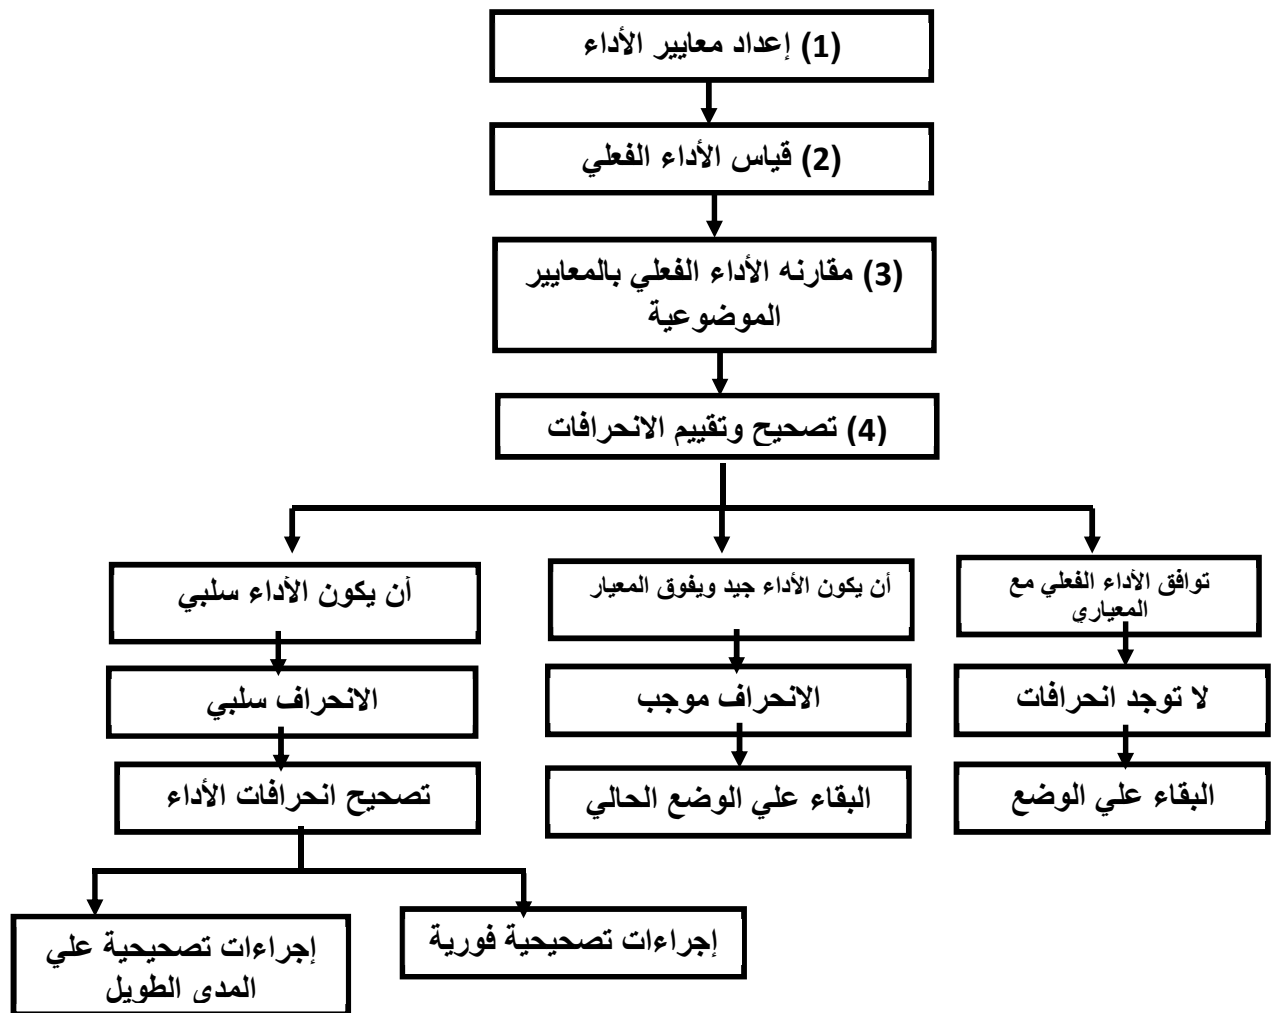 (1) إعداد معايير الأداء
(2) قياس الأداء الفعلي
(3) مقارنه الأداء الفعلي بالمعايير
الموضوعية
(4) تصحيح وتقييم الانحرافات
توافق الأداء الفعلي مع
المعياري
أن يكون الأداء جيد ويفوق المعيار
أن يكون الأداء سلبي
لا توجد انحرافات
الانحراف موجب
الانحراف سلبي
البقاء علي الوضع
البقاء علي الوضع الحالي
تصحيح انحرافات الأداء
إجراءات تصحيحية فورية
إجراءات تصحيحية علي
المدى الطويل